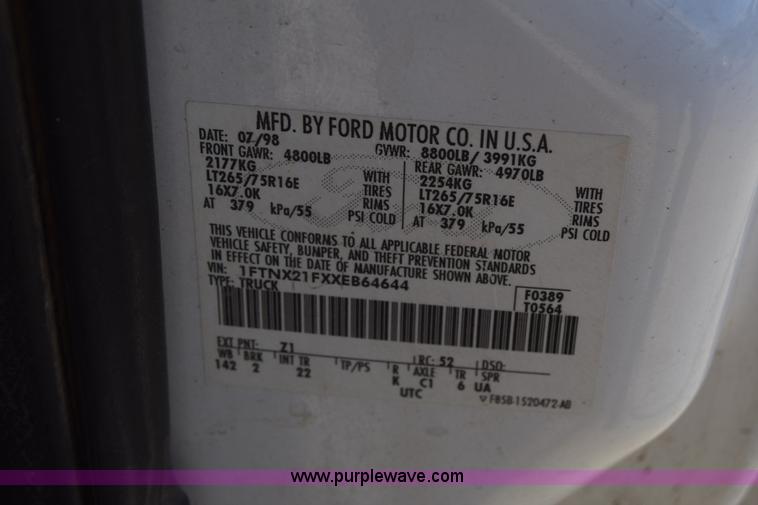 MFD. BY FORD MOTOR CO. IN U.S.A.
DATE: 07/98 GVWR: 8800LB/ 3991KG
FRONT GAWR: 4800LB REAR GAWR: 4970LB
2177KG WITH 2254KG WITH
LT265/75R16E TIRES LT265/75R16E TIRES
16X7.0K RIMS 16X7.0K RIMS
AT 379 kPa/55 PSI COLD AT 379 kPa/55 PSI COLD
THIS VEHICLE CONFORMS TO ALL APPLICABLE FEDERAL MOTOR
VEHICLE SAFETY, BUMPER, AND THEFT PREVENTION STANDARDS
IN EFFECT ON THE DATE OF MANUFACTURE SHOWN ABOVE.
VIN: 1FTNX21FXXEB64644 F0389
TYPE: TRUCK T0564
EXT PNT: Z1 RC: 52 DSO:
WB BRK INT TR TP/PS R AXLE TR SPR
142 2 22 K C1 6 UA
UTC
F85B-1520472-AB
www.purplewave.com